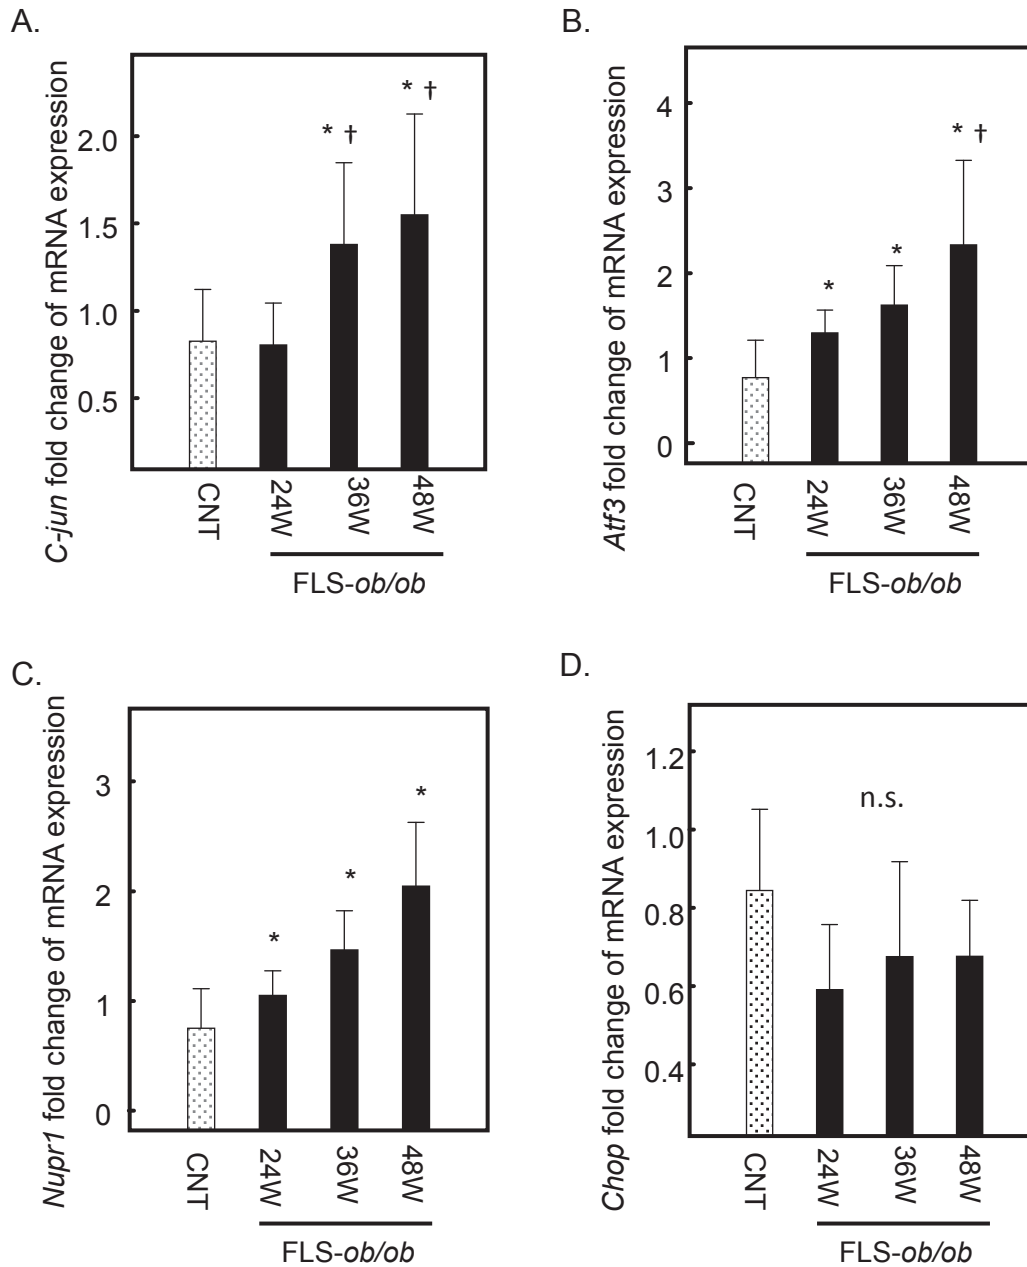 A.
C-jun fold change of mRNA expression
2.0
1.5
1.0
0.5
* †
* †
CNT
24W
36W
48W
FLS-ob/ob
B.
Atf3 fold change of mRNA expression
4
3
2
1
0
*
*
* †
CNT
24W
36W
48W
FLS-ob/ob
C.
Nupr1 fold change of mRNA expression
3
2
1
0
*
*
*
CNT
24W
36W
48W
FLS-ob/ob
D.
Chop fold change of mRNA expression
1.2
1.0
0.8
0.6
0.4
n.s.
CNT
24W
36W
48W
FLS-ob/ob